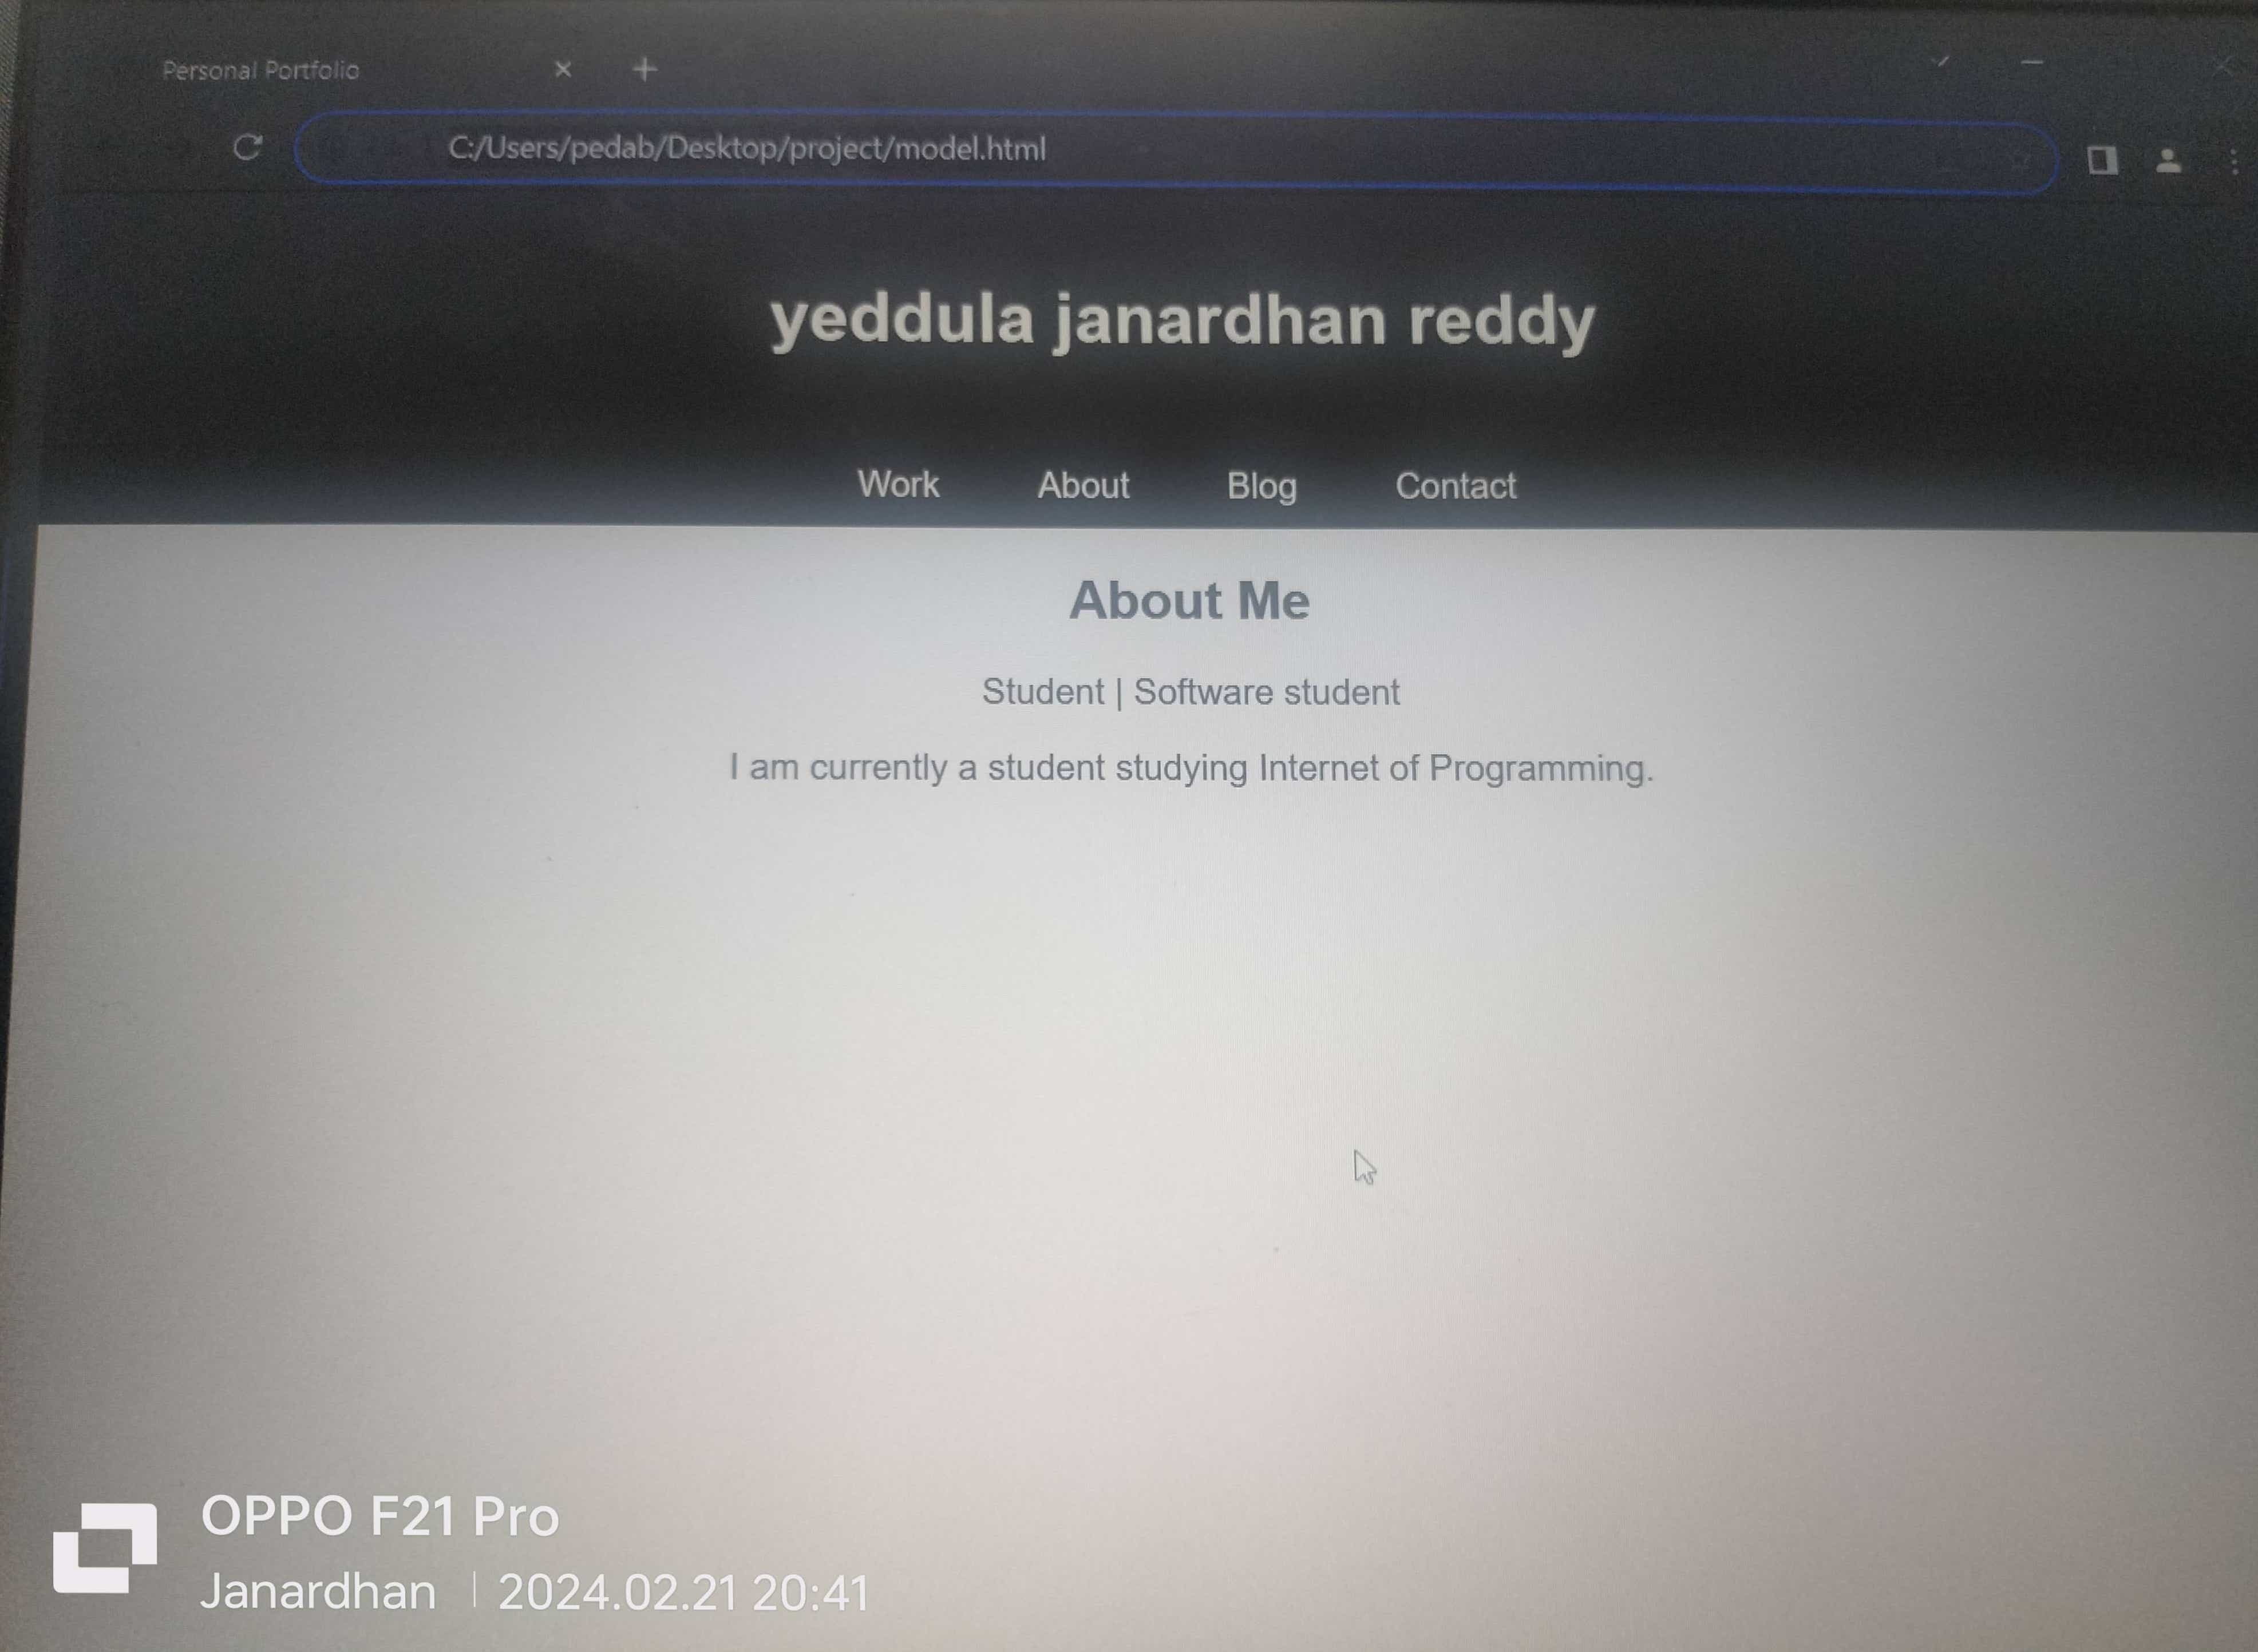 Personal Portfolio
C:/Users/pedab/Desktop/project/model.html
yeddula janardhan reddy
Work About Blog Contact
About Me
Student | Software student
I am currently a student studying Internet of Programming.
OPPO F21 Pro
Janardhan | 2024.02.21 20:41